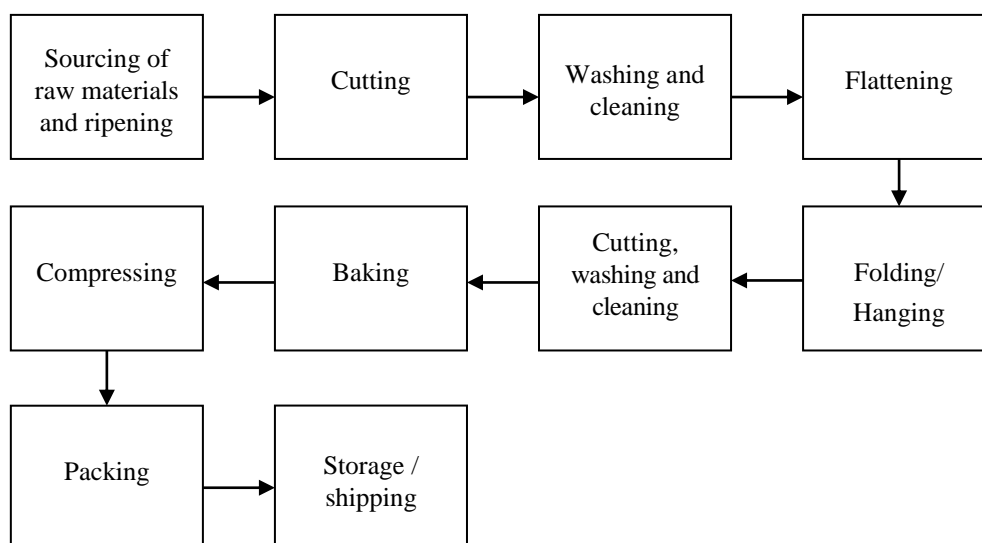 Sourcing of
raw materials
and ripening
Cutting
Washing and
cleaning
Flattening
Folding/
Hanging
Cutting,
washing and
cleaning
Baking
Compressing
Packing
Storage /
shipping